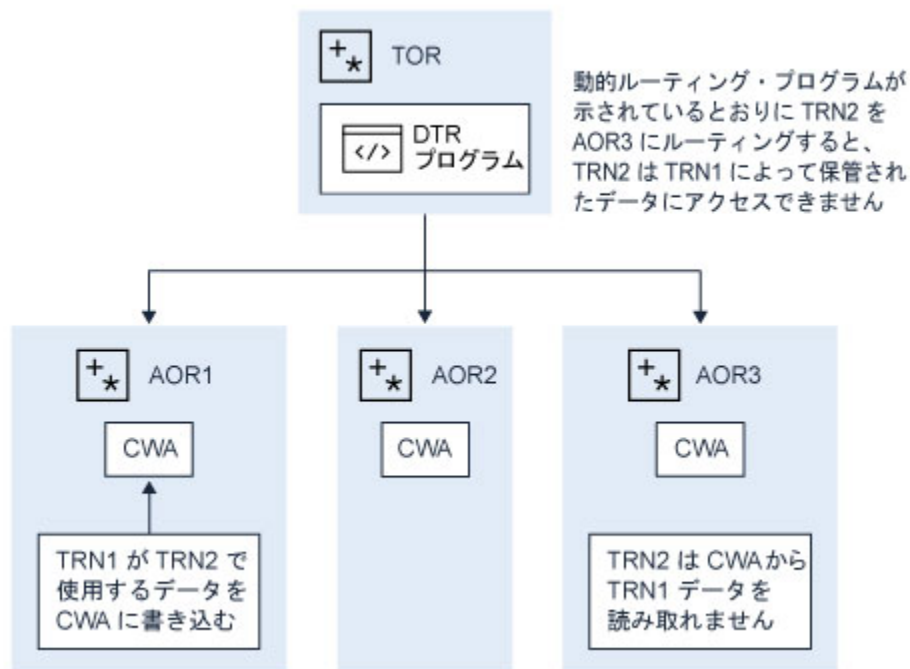 TOR
DTR
プログラム
動的ルーティング・プログラムが
示されているとおりに TRN2 を
AOR3 にルーティングすると、
TRN2 は TRN1 によって保管され
たデータにアクセスできません
AOR1
CWA
TRN1 が TRN2 で
使用するデータを
CWA に書き込む
AOR2
CWA
AOR3
CWA
TRN2 は CWA から
TRN1 データを
読み取れません